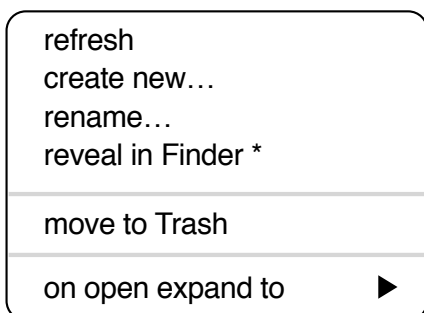 refresh
create new…
rename…
reveal in Finder *
move to Trash
on open expand to ▶